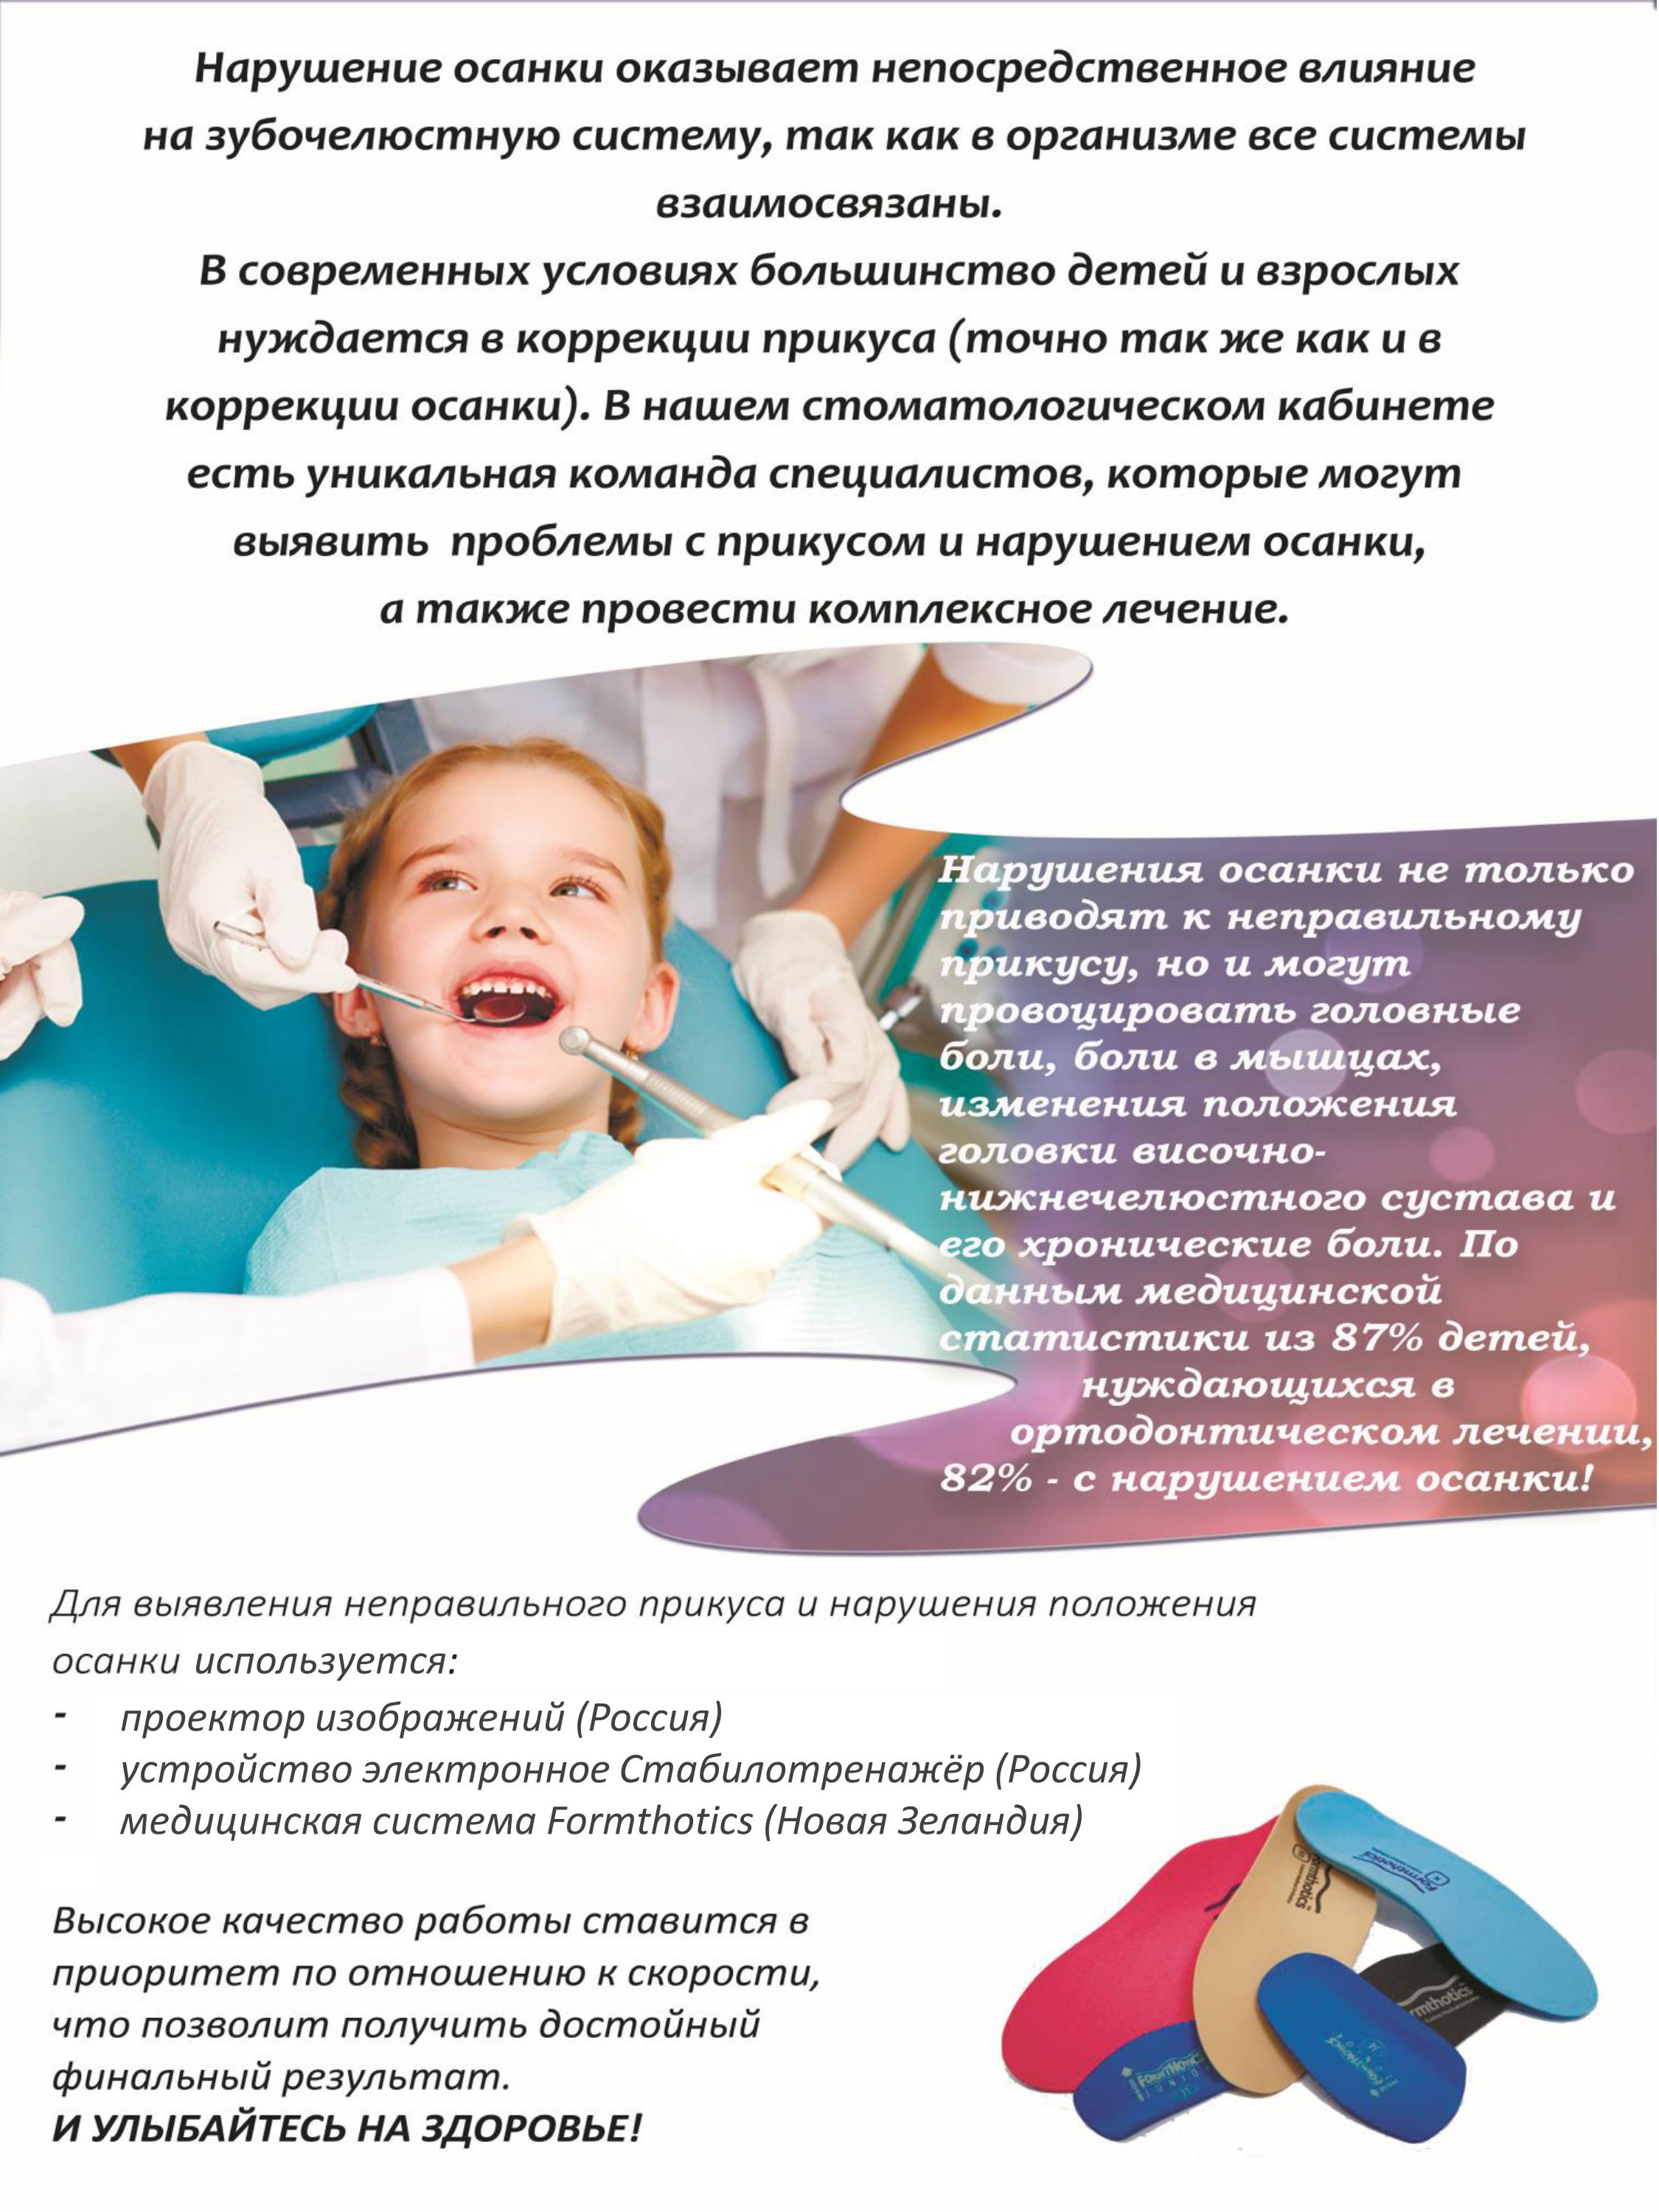 Нарушение осанки оказывает непосредственное влияние
на зубочелюстную систему, так как в организме все системы
взаимосвязаны.
В современных условиях большинство детей и взрослых
нуждается в коррекции прикуса (точно так же как и в
коррекции осанки). В нашем стоматологическом кабинете
есть уникальная команда специалистов, которые могут
выявить проблемы с прикусом и нарушением осанки,
а также провести комплексное лечение.
Нарушения осанки не только
приводят к неправильному
прикусу, но и могут
провоцировать головные
боли, боли в мышцах,
изменения положения
головки височно-
нижнечелюстного сустава и
его хронические боли. По
данным медицинской
статистики из 87% детей,
нуждающихся в
ортодонтическом лечении,
82% - с нарушением осанки!
Для выявления неправильного прикуса и нарушения положения
осанки используется:
- проектор изображений (Россия)
- устройство электронное Стабилотренажёр (Россия)
- медицинская система Formthotics (Новая Зеландия)
Высокое качество работы ставится в
приоритет по отношению к скорости,
что позволит получить достойный
финальный результат.
И УЛЫБАЙТЕСЬ НА ЗДОРОВЬЕ!
Formthotics